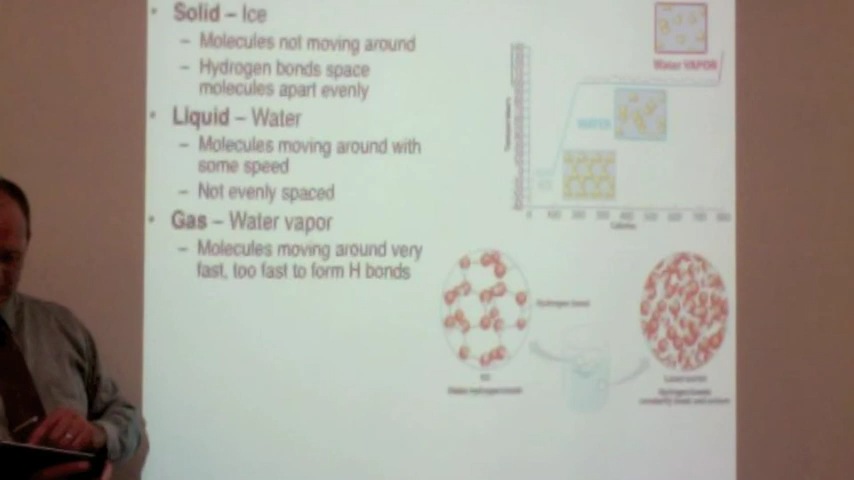 • Solid – Ice
– Molecules not moving around
– Hydrogen bonds space
molecules apart evenly
• Liquid – Water
– Molecules moving around with
some speed
– Not evenly spaced
• Gas – Water vapor
– Molecules moving around very
fast, too fast to form H bonds
Water VAPOR
WATER
Hydrogen bond